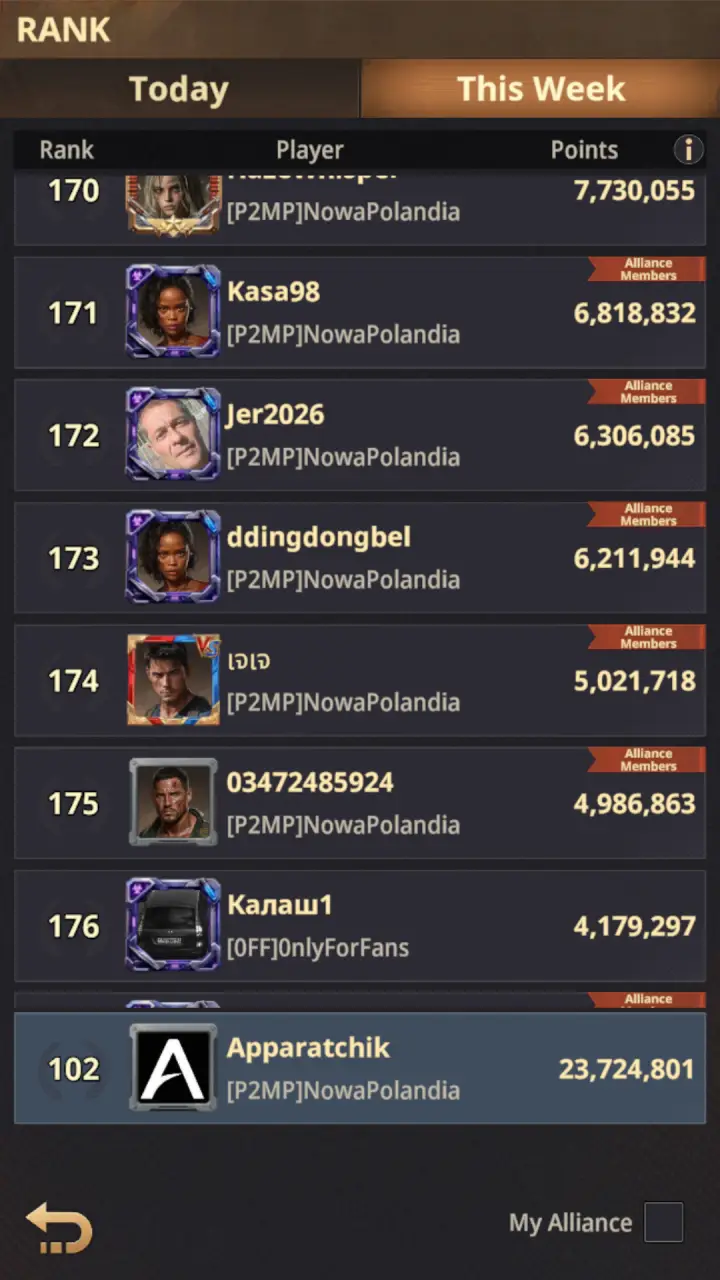 RANK
Today
This Week
Rank Player Points
170
7,730,055
[P2MP]NowaPolandia
Alliance
Members
171
Kasa98
6,818,832
[P2MP]NowaPolandia
Alliance
Members
172
Jer2026
6,306,085
[P2MP]NowaPolandia
Alliance
Members
173
ddingdongbel
6,211,944
[P2MP]NowaPolandia
Alliance
Members
174
เจเจ
5,021,718
[P2MP]NowaPolandia
Alliance
Members
175
03472485924
4,986,863
[P2MP]NowaPolandia
176
Калаш1
4,179,297
[0FF]0nlyForFans
Alliance
102
Apparatchik
23,724,801
[P2MP]NowaPolandia
My Alliance